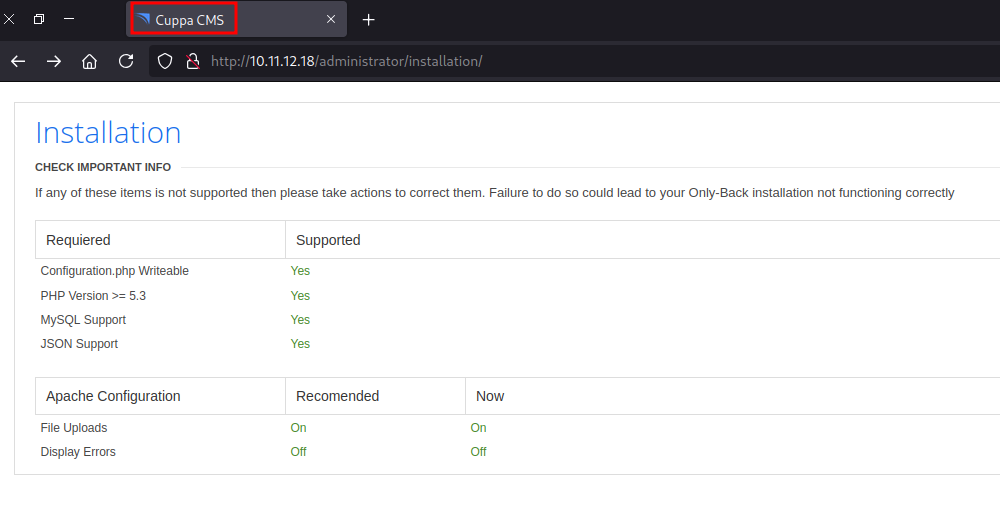 Cuppa CMS
http://10.11.12.18/administrator/installation/
Installation
CHECK IMPORTANT INFO
If any of these items is not supported then please take actions to correct them. Failure to do so could lead to your Only-Back installation not functioning correctly
Requiered Supported
Configuration.php Writeable Yes
PHP Version >= 5.3 Yes
MySQL Support Yes
JSON Support Yes
Apache Configuration Recomended Now
File Uploads On On
Display Errors Off Off